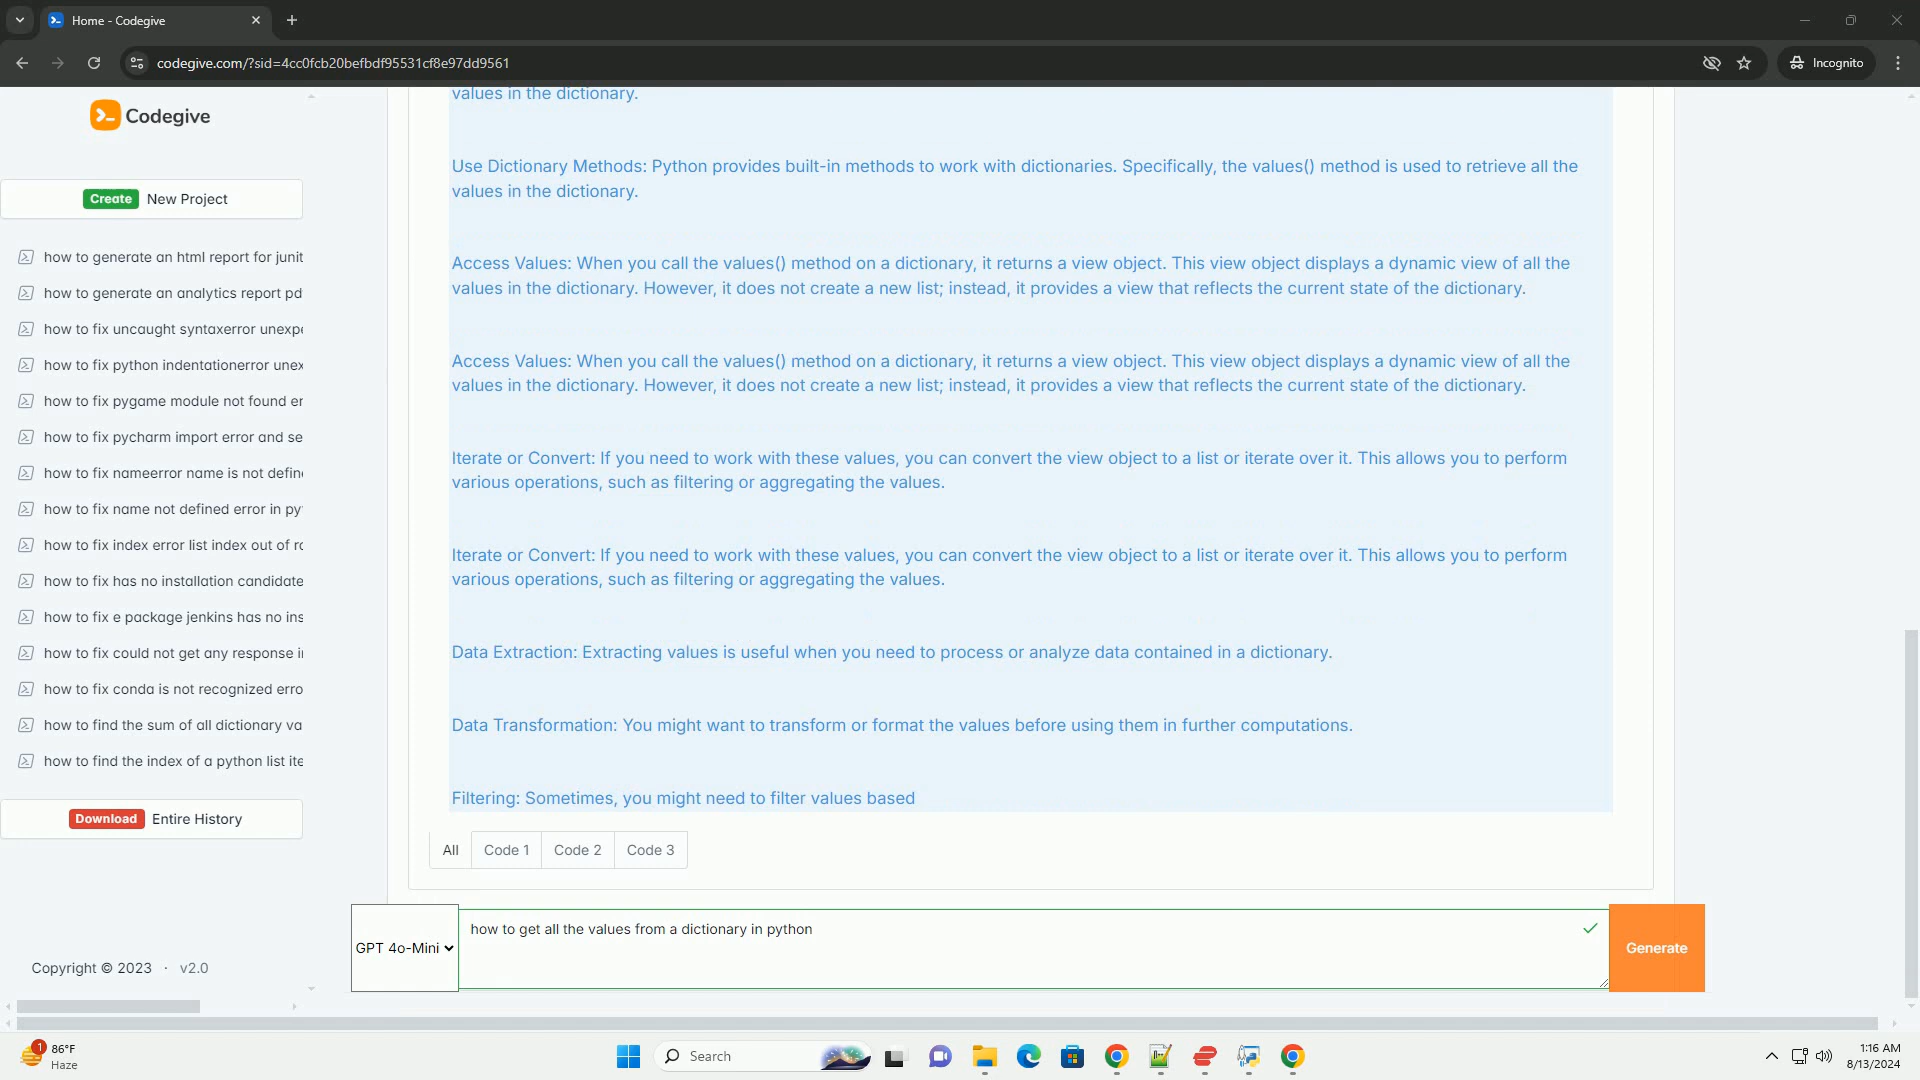 Home - Codegive
codegive.com/?sid=4cc0fcb20befbdf95531cf8e97dd9561
Incognito
Codegive
Create New Project
how to generate an html report for junit
how to generate an analytics report pd
how to fix uncaught syntaxerror unexpe
how to fix python indentationerror unex
how to fix pygame module not found er
how to fix pycharm import error and se
how to fix nameerror name is not define
how to fix name not defined error in py
how to fix index error list index out of ra
how to fix has no installation candidate
how to fix e package jenkins has no ins
how to fix could not get any response in
how to fix conda is not recognized erro
how to find the sum of all dictionary va
how to find the index of a python list ite
Download Entire History
Copyright © 2023 · v2.0
values in the dictionary.
Use Dictionary Methods: Python provides built-in methods to work with dictionaries. Specifically, the values() method is used to retrieve all the
values in the dictionary.
Access Values: When you call the values() method on a dictionary, it returns a view object. This view object displays a dynamic view of all the
values in the dictionary. However, it does not create a new list; instead, it provides a view that reflects the current state of the dictionary.
Access Values: When you call the values() method on a dictionary, it returns a view object. This view object displays a dynamic view of all the
values in the dictionary. However, it does not create a new list; instead, it provides a view that reflects the current state of the dictionary.
Iterate or Convert: If you need to work with these values, you can convert the view object to a list or iterate over it. This allows you to perform
various operations, such as filtering or aggregating the values.
Iterate or Convert: If you need to work with these values, you can convert the view object to a list or iterate over it. This allows you to perform
various operations, such as filtering or aggregating the values.
Data Extraction: Extracting values is useful when you need to process or analyze data contained in a dictionary.
Data Transformation: You might want to transform or format the values before using them in further computations.
Filtering: Sometimes, you might need to filter values based
All Code 1 Code 2 Code 3
GPT 4o-Mini
how to get all the values from a dictionary in python
Generate
1
86°F
Haze
Search
1:16 AM
8/13/2024